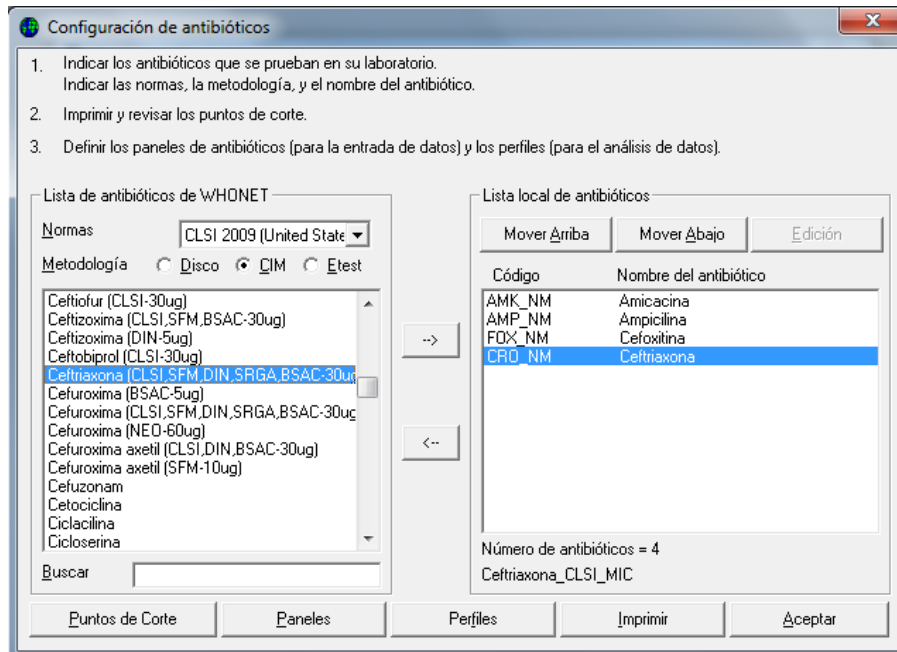 Configuración de antibióticos
1. Indicar los antibióticos que se prueban en su laboratorio.
Indicar las normas, la metodología, y el nombre del antibiótico.
2. Imprimir y revisar los puntos de corte.
3. Definir los paneles de antibióticos (para la entrada de datos) y los perfiles (para el análisis de datos).
Lista de antibióticos de WHONET
Normas CLSI 2009 (United State
Metodología Disco CIM Etest
Ceftiofur (CLSI-30ug)
Ceftizoxima (CLSI,SFM,BSAC-30ug)
Ceftizoxima (DIN-5ug)
Ceftobiprol (CLSI-30ug)
Ceftriaxona (CLSI,SFM,DIN,SRGA,BSAC-30ug
Cefuroxima (BSAC-5ug)
Cefuroxima (CLSI,SFM,DIN,SRGA,BSAC-30ug
Cefuroxima (NEO-60ug)
Cefuroxima axetil (CLSI,DIN,BSAC-30ug)
Cefuroxima axetil (SFM-10ug)
Cefuzonam
Cetociclina
Ciclacilina
Cicloserina
Buscar
-->
<--
Lista local de antibióticos
Mover Arriba Mover Abajo Edición
Código Nombre del antibiótico
AMK_NM Amicacina
AMP_NM Ampicilina
FOX_NM Cefoxitina
CRO_NM Ceftriaxona
Número de antibióticos = 4
Ceftriaxona_CLSI_MIC
Puntos de Corte Paneles Perfiles Imprimir Aceptar